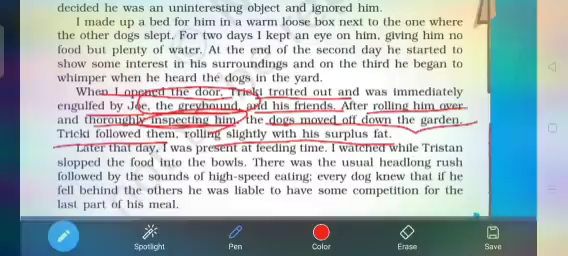 decided he was an uninteresting object and ignored him.
I made up a bed for him in a warm loose box next to the one where
the other dogs slept. For two days I kept an eye on him, giving him no
food but plenty of water. At the end of the second day he started to
show some interest in his surroundings and on the third he began to
whimper when he heard the dogs in the yard.
When I opened the door, Tricki trotted out and was immediately
engulfed by Joe, the greyhound, and his friends. After rolling him over
and thoroughly inspecting him, the dogs moved off down the garden.
Tricki followed them, rolling slightly with his surplus fat.
Later that day, I was present at feeding time. I watched while Tristan
slopped the food into the bowls. There was the usual headlong rush
followed by the sounds of high-speed eating; every dog knew that if he
fell behind the others he was liable to have some competition for the
last part of his meal.
Spotlight
Pen
Color
Erase
Save